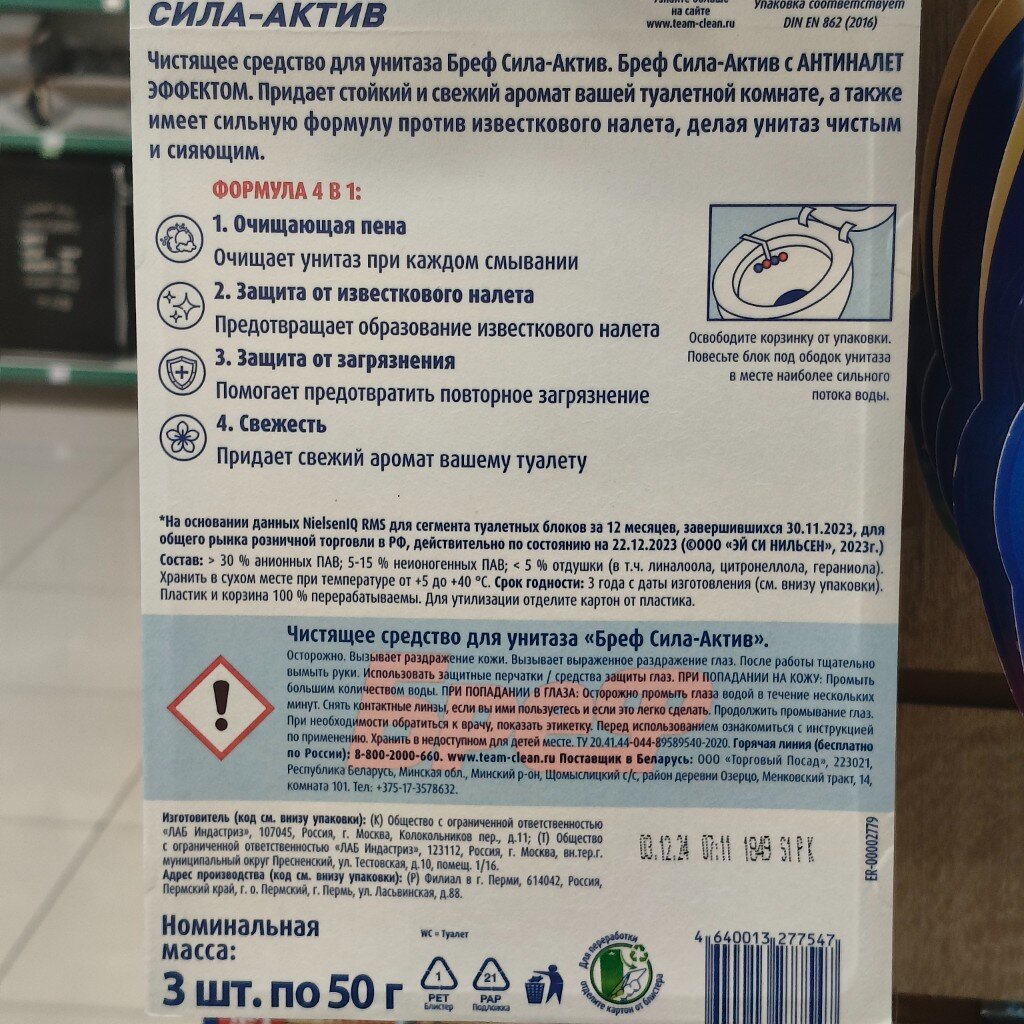 СИЛА-АКТИВ
на сайте
www.team-clean.ru
Упаковка соответствует
DIN EN 862 (2016)
Чистящее средство для унитаза Бреф Сила-Актив. Бреф Сила-Актив с АНТИНАЛЕТ
ЭФФЕКТОМ. Придает стойкий и свежий аромат вашей туалетной комнате, а также
имеет сильную формулу против известкового налета, делая унитаз чистым
и сияющим.
ФОРМУЛА 4 В 1:
1. Очищающая пена
Очищает унитаз при каждом смывании
2. Защита от известкового налета
Предотвращает образование известкового налета
3. Защита от загрязнения
Помогает предотвратить повторное загрязнение
4. Свежесть
Придает свежий аромат вашему туалету
Освободите корзинку от упаковки.
Повесьте блок под ободок унитаза
в месте наиболее сильного
потока воды.
*На основании данных NielsenIQ RMS для сегмента туалетных блоков за 12 месяцев, завершившихся 30.11.2023, для
общего рынка розничной торговли в РФ, действительно по состоянию на 22.12.2023 (©ООО «ЭЙ СИ НИЛЬСЕН», 2023г.)
Состав: > 30 % анионных ПАВ; 5-15 % неионогенных ПАВ; < 5 % отдушки (в т.ч. линалоола, цитронеллола, гераниола).
Хранить в сухом месте при температуре от +5 до +40 °C. Срок годности: 3 года с даты изготовления (см. внизу упаковки).
Пластик и корзина 100 % перерабатываемы. Для утилизации отделите картон от пластика.
Чистящее средство для унитаза «Бреф Сила-Актив».
Осторожно. Вызывает раздражение кожи. Вызывает выраженное раздражение глаз. После работы тщательно
вымыть руки. Использовать защитные перчатки / средства защиты глаз. ПРИ ПОПАДАНИИ НА КОЖУ: Промыть
большим количеством воды. ПРИ ПОПАДАНИИ В ГЛАЗА: Осторожно промыть глаза водой в течение нескольких
минут. Снять контактные линзы, если вы ими пользуетесь и если это легко сделать. Продолжить промывание глаз.
При необходимости обратиться к врачу, показать этикетку. Перед использованием ознакомиться с инструкцией
по применению. Хранить в недоступном для детей месте. ТУ 20.41.44-044-89589540-2020. Горячая линия (бесплатно
по России): 8-800-2000-660. www.team-clean.ru Поставщик в Беларусь: ООО «Торговый Посад», 223021,
Республика Беларусь, Минская обл., Минский р-он, Щомыслицкий с/с, район деревни Озерцо, Менковский тракт, 14,
комната 101. Тел: +375-17-3578632.
Изготовитель (код см. внизу упаковки): (К) Общество с ограниченной ответственностью
«ЛАБ Индастриз», 107045, Россия, г. Москва, Колокольников пер., д.11; (Т) Общество
с ограниченной ответственностью «ЛАБ Индастриз», 123112, Россия, г. Москва, вн.тер.г.
муниципальный округ Пресненский, ул. Тестовская, д.10, помещ. 1/16.
Адрес производства (код см. внизу упаковки): (Р) Филиал в г. Перми, 614042, Россия,
Пермский край, г. о. Пермский, г. Пермь, ул. Ласьвинская, д.88.
03.12.24 07:11 1849 S1 P K
ER-00002779
Номинальная
масса:
3 шт. по 50 г
WC = Туалет
1
PET
Блистер
21
PAP
Подложка
Для переработки
отделите картон от блистера
4 640013 277547